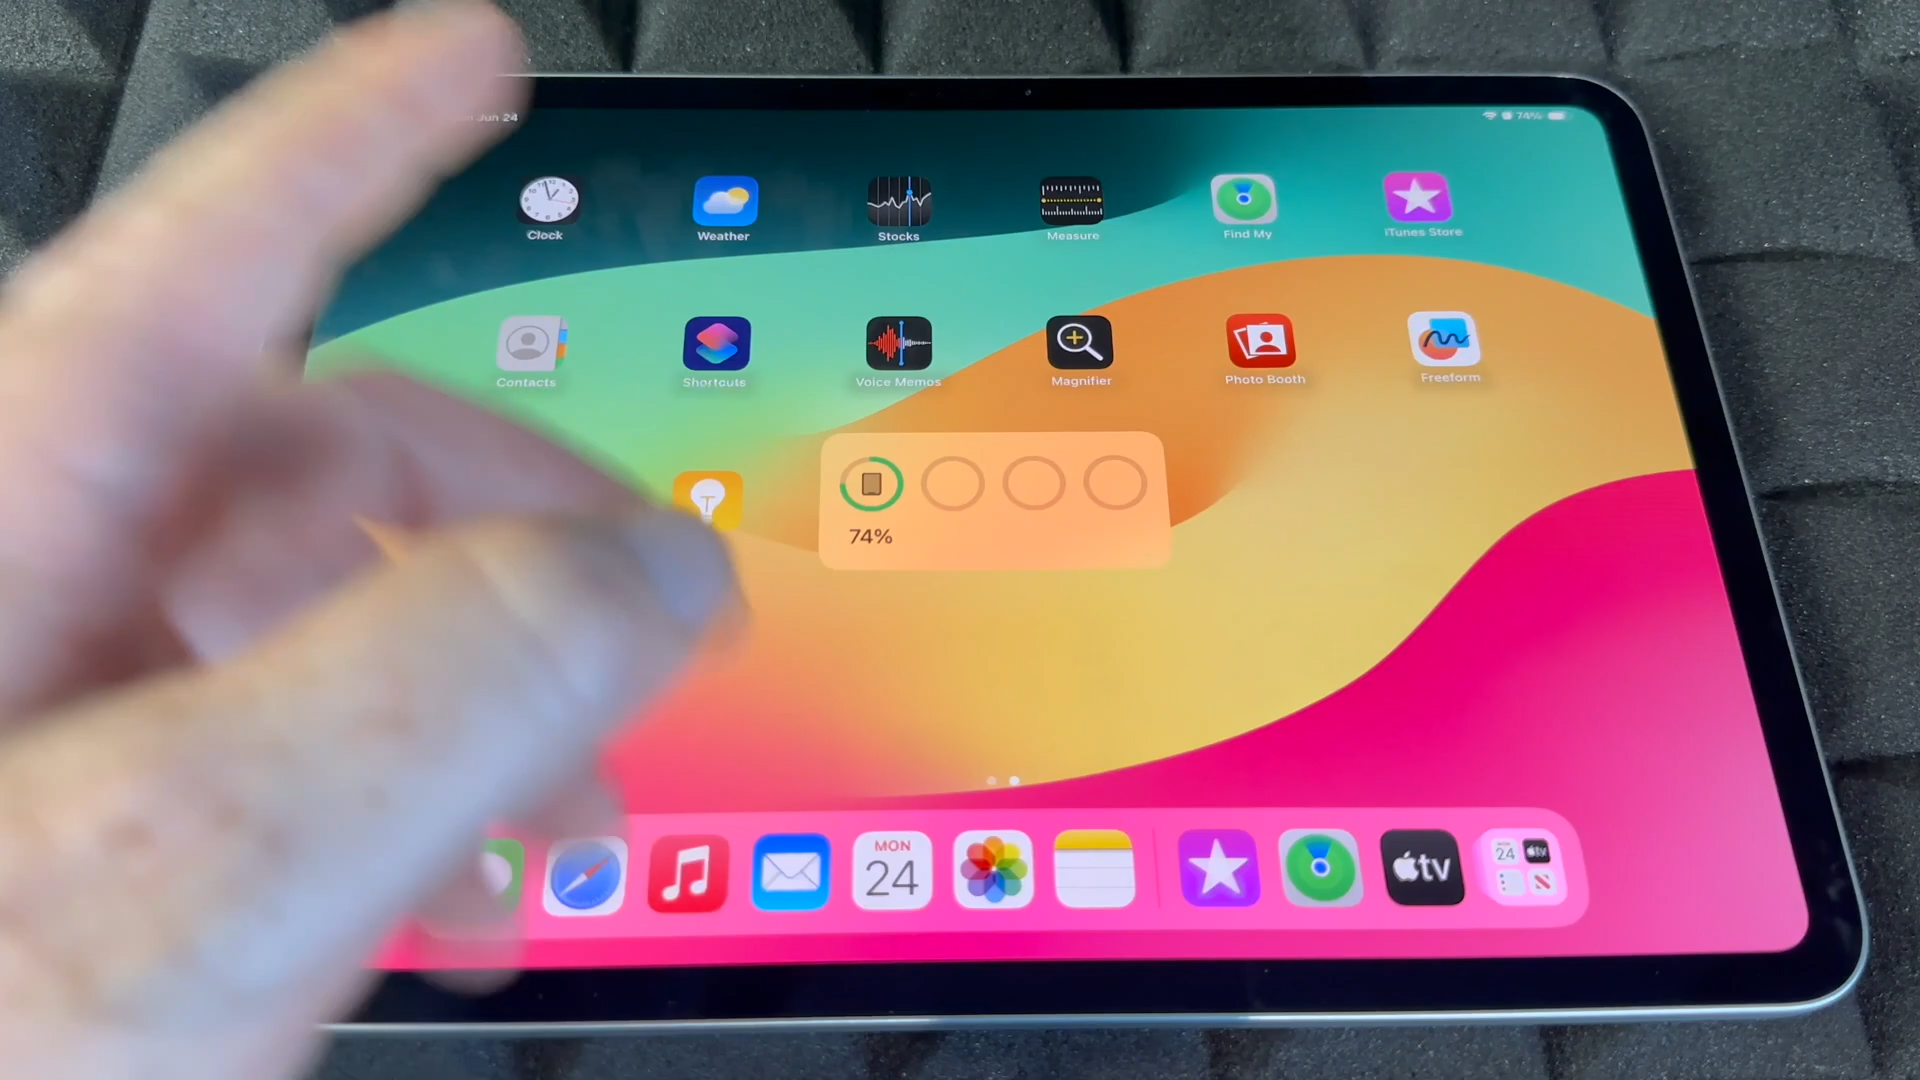 Jun 24
74%
Clock
Weather
Stocks
Measure
Find My
iTunes Store
Contacts
Shortcuts
Voice Memos
Magnifier
Photo Booth
Freeform
74%
MON
24
tv
24
tv